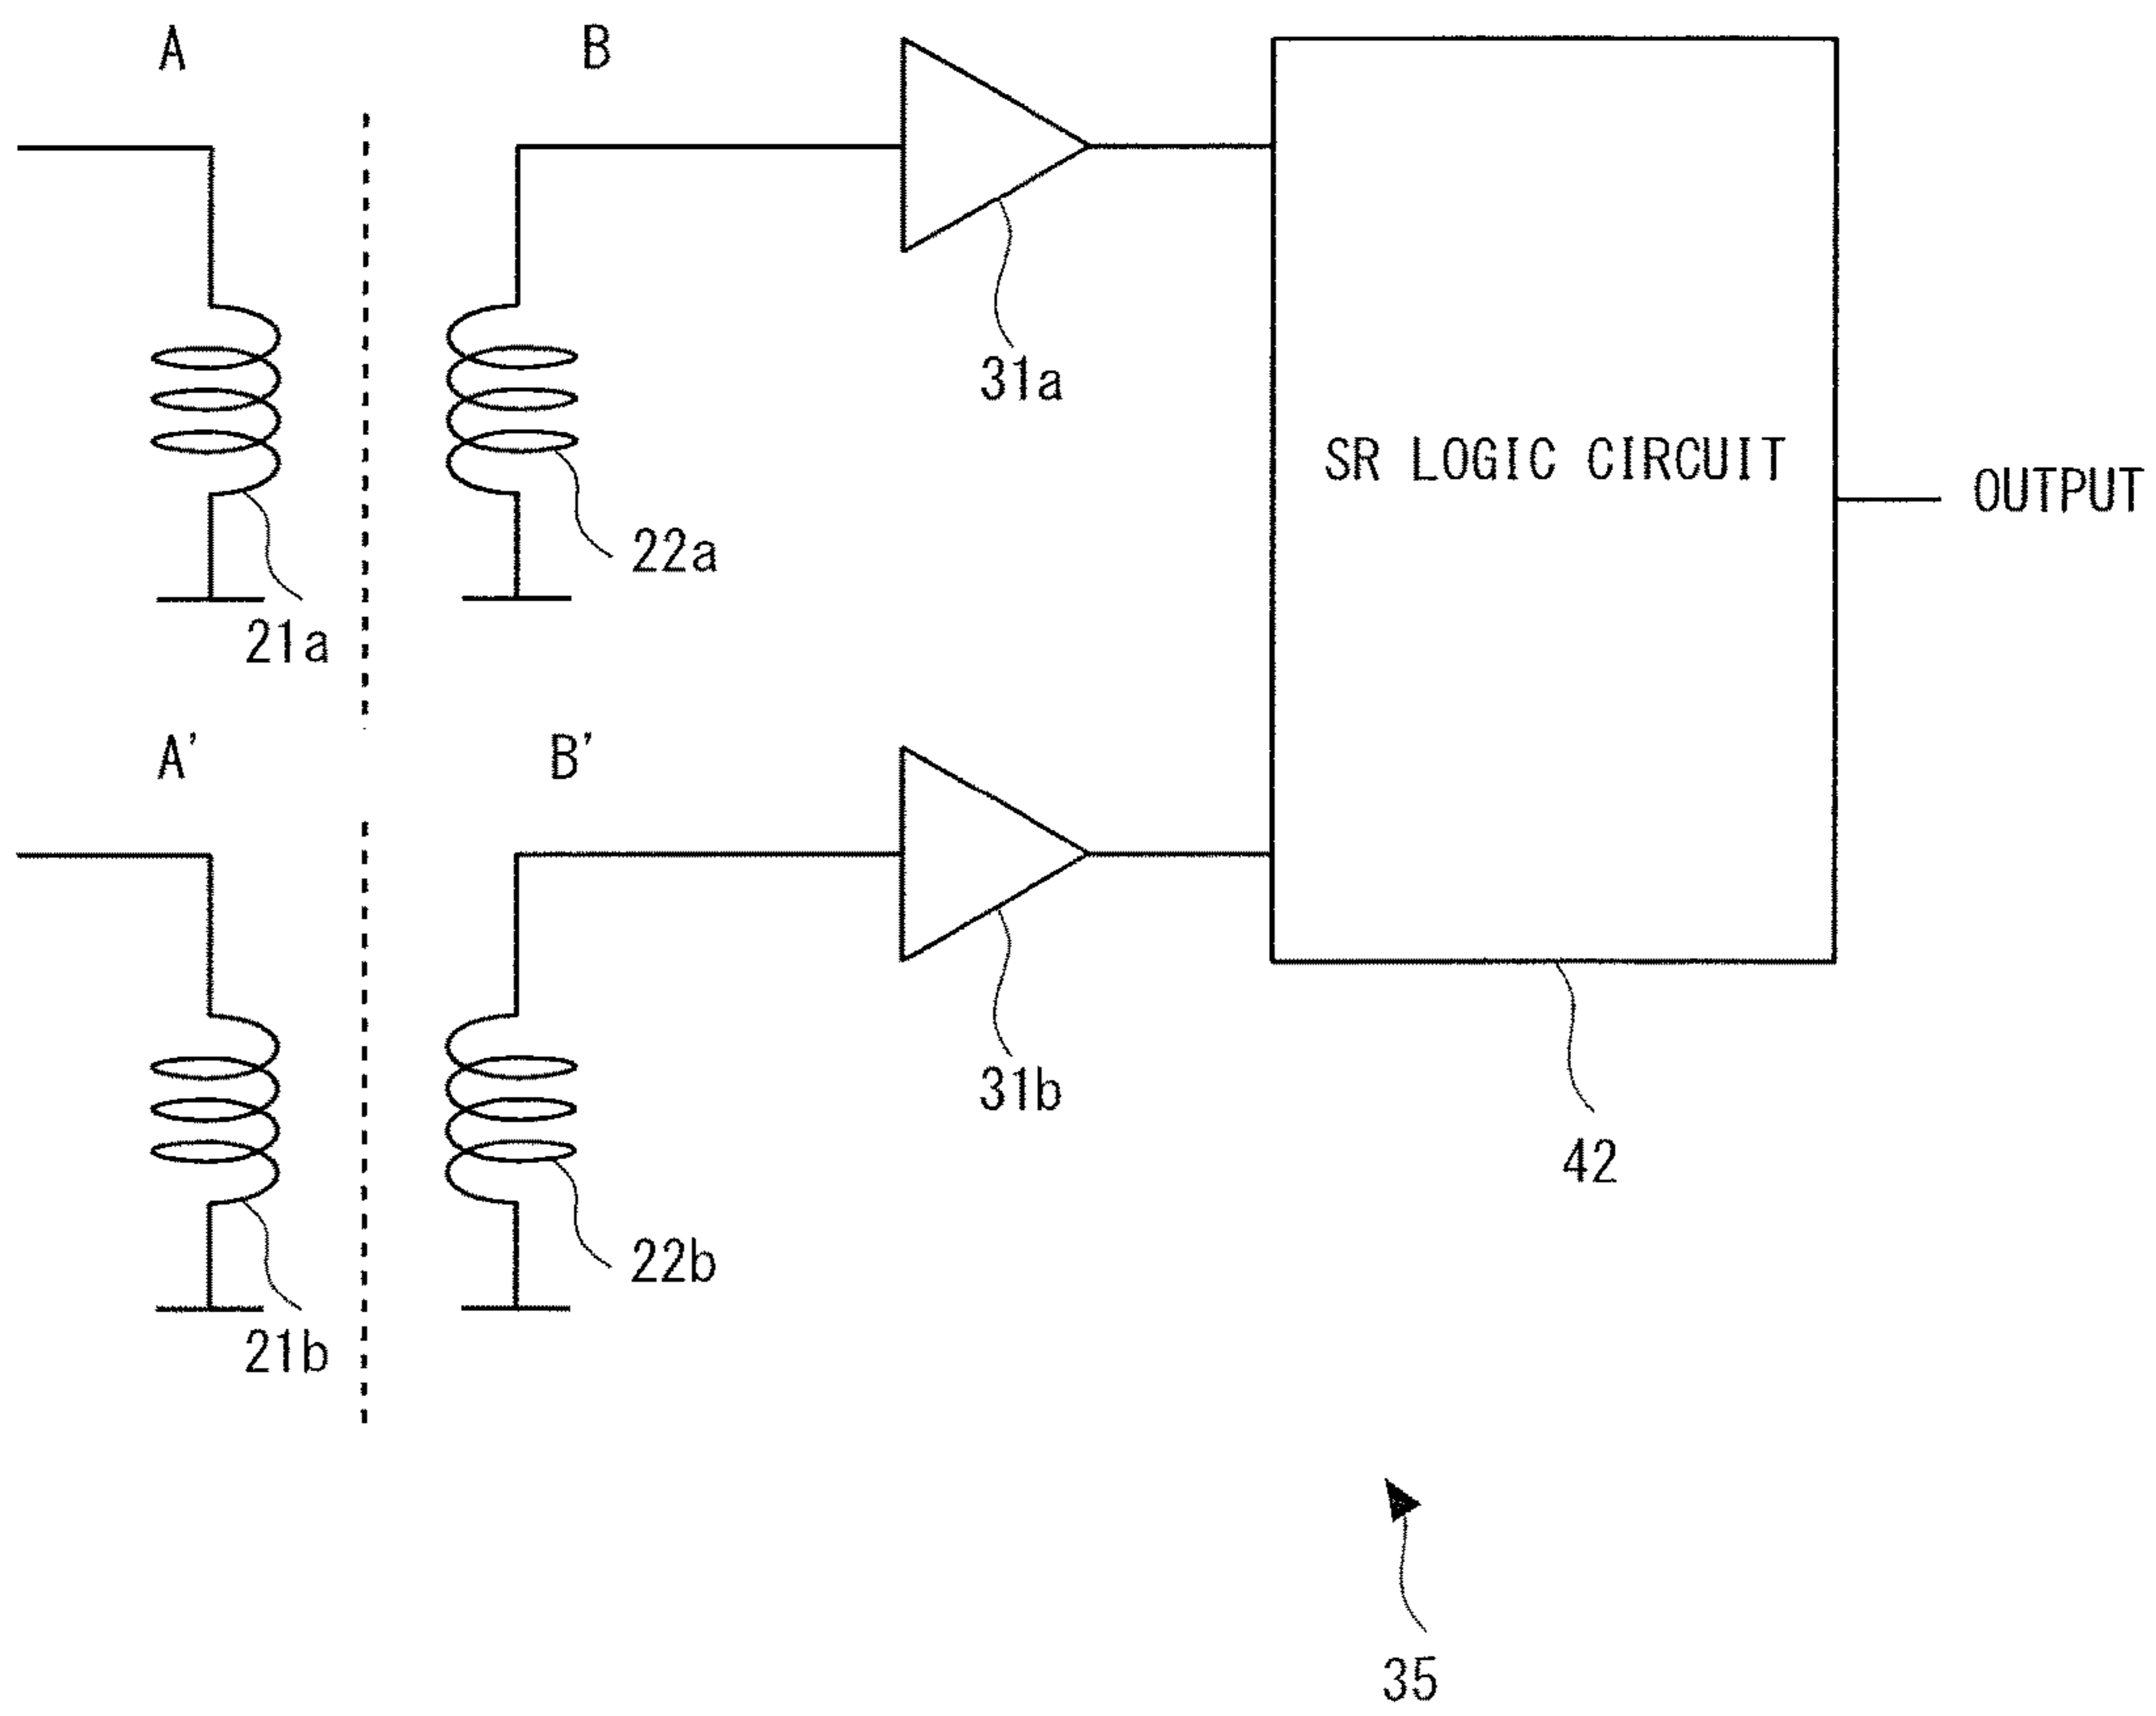 A
B
31a
SR LOGIC CIRCUIT
OUTPUT
22a
21a
A'
B'
31b
42
22b
21b
35